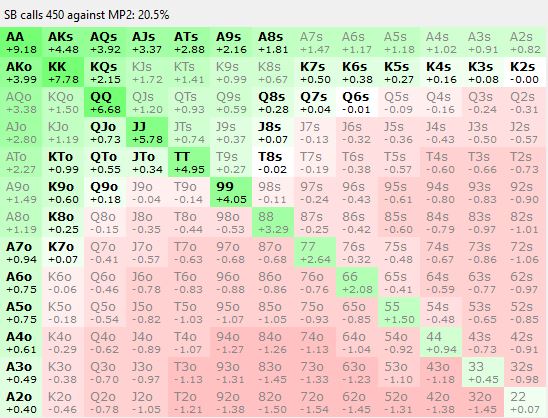 SB calls 450 against MP2: 20.5%
AA AKs AQs AJs ATs A9s A8s A7s A6s A5s A4s A3s A2s
+9.18 +4.48 +3.92 +3.37 +2.88 +2.16 +1.81 +1.47 +1.17 +1.18 +1.02 +0.91 +0.82
AKo KK KQs KJs KTs K9s K8s K7s K6s K5s K4s K3s K2s
+3.99 +7.78 +2.15 +1.72 +1.41 +0.99 +0.67 +0.50 +0.38 +0.27 +0.16 +0.08 -0.00
AQo KQo QQ QJs QTs Q9s Q8s Q7s Q6s Q5s Q4s Q3s Q2s
+3.38 +1.50 +6.68 +1.20 +0.93 +0.59 +0.28 +0.04 -0.01 -0.09 -0.16 -0.24 -0.31
AJo KJo QJo JJ JTs J9s J8s J7s J6s J5s J4s J3s J2s
+2.80 +1.19 +0.73 +5.78 +0.74 +0.37 +0.07 -0.13 -0.32 -0.36 -0.43 -0.50 -0.57
ATo KTo QTo JTo TT T9s T8s T7s T6s T5s T4s T3s T2s
+2.27 +0.99 +0.55 +0.34 +4.95 +0.27 -0.02 -0.19 -0.38 -0.57 -0.60 -0.66 -0.73
A9o K9o Q9o J9o T9o 99 98s 97s 96s 95s 94s 93s 92s
+1.49 +0.60 +0.18 -0.04 -0.14 +4.05 -0.11 -0.24 -0.43 -0.61 -0.80 -0.83 -0.90
A8o K8o Q8o J8o T8o 98o 88 87s 86s 85s 84s 83s 82s
+1.19 +0.25 -0.15 -0.35 -0.44 -0.53 +3.29 -0.25 -0.42 -0.60 -0.79 -0.97 -1.01
A7o K7o Q7o J7o T7o 97o 87o 77 76s 75s 74s 73s 72s
+0.94 +0.07 -0.41 -0.57 -0.63 -0.68 -0.68 +2.64 -0.32 -0.48 -0.67 -0.86 -1.06
A6o K6o Q6o J6o T6o 96o 86o 76o 66 65s 64s 63s 62s
+0.75 -0.06 -0.46 -0.78 -0.83 -0.88 -0.86 -0.76 +2.08 -0.41 -0.59 -0.77 -0.97
A5o K5o Q5o J5o T5o 95o 85o 75o 65o 55 54s 53s 52s
+0.75 -0.18 -0.54 -0.82 -1.03 -1.07 -1.05 -0.93 -0.85 +1.50 -0.48 -0.65 -0.85
A4o K4o Q4o J4o T4o 94o 84o 74o 64o 54o 44 43s 42s
+0.61 -0.29 -0.62 -0.89 -1.07 -1.27 -1.26 -1.13 -1.04 -0.92 +0.94 -0.73 -0.91
A3o K3o Q3o J3o T3o 93o 83o 73o 63o 53o 43o 33 32s
+0.49 -0.38 -0.70 -0.97 -1.13 -1.31 -1.45 -1.33 -1.23 -1.10 -1.18 +0.45 -0.98
A2o K2o Q2o J2o T2o 92o 82o 72o 62o 52o 42o 32o 22
+0.40 -0.46 -0.78 -1.05 -1.21 -1.38 -1.50 -1.54 -1.45 -1.31 -1.38 -1.45 +0.07